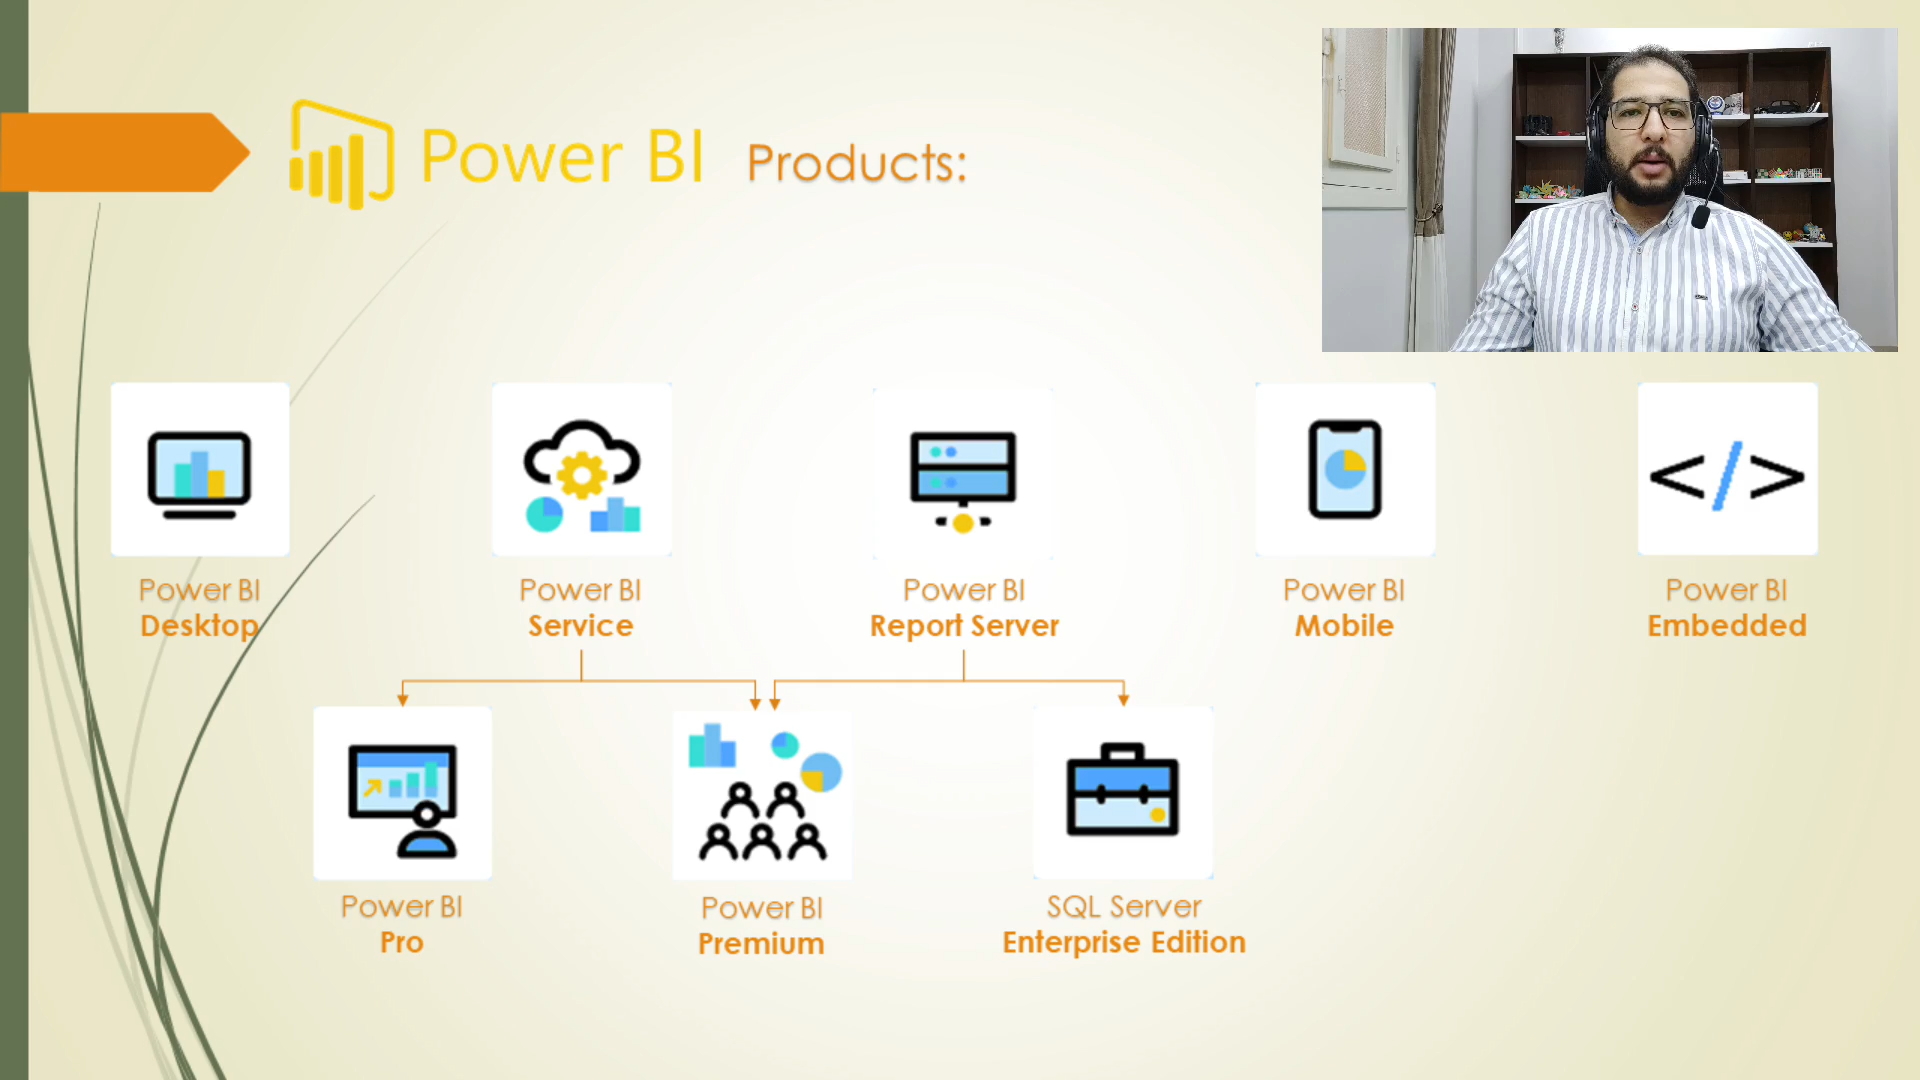 Power BI Products:
Power BI
Desktop
Power BI
Service
Power BI
Report Server
Power BI
Mobile
Power BI
Embedded
Power BI
Pro
Power BI
Premium
SQL Server
Enterprise Edition